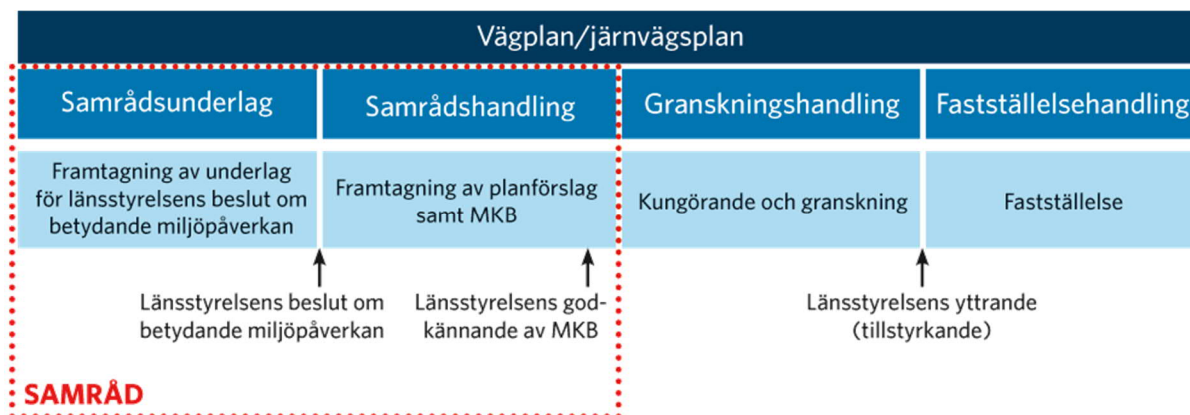 Vägplan/järnvägsplan
Samrådsunderlag
Samrådshandling
Granskningshandling
Fastställelsehandling
Framtagning av underlag
för länsstyrelsens beslut om
betydande miljöpåverkan
Framtagning av planförslag
samt MKB
Kungörande och granskning
Fastställelse
Länsstyrelsens beslut om
betydande miljöpåverkan
Länsstyrelsens god-
kännande av MKB
Länsstyrelsens yttrande
(tillstyrkande)
SAMRÅD